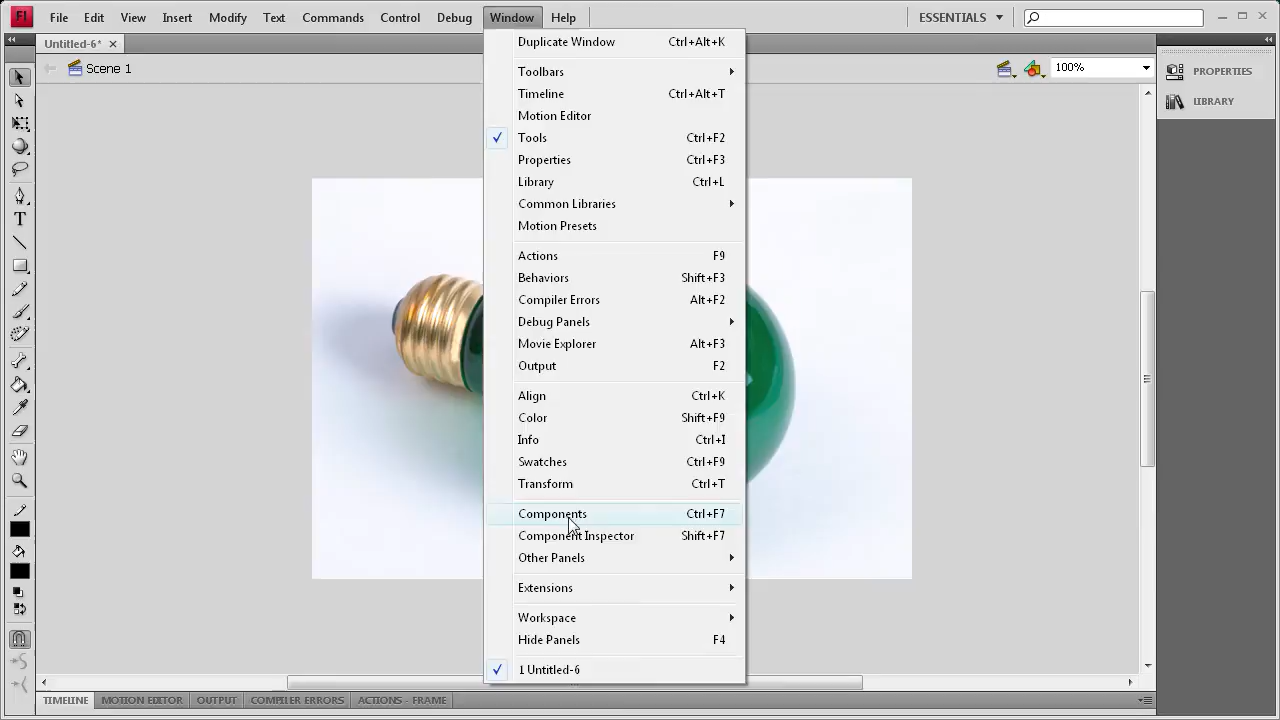 Fl File Edit View Insert Modify Text Commands Control Debug Window Help ESSENTIALS
Untitled-6*
Scene 1 100%
PROPERTIES
LIBRARY
Duplicate Window Ctrl+Alt+K
Toolbars
Timeline Ctrl+Alt+T
Motion Editor
Tools Ctrl+F2
Properties Ctrl+F3
Library Ctrl+L
Common Libraries
Motion Presets
Actions F9
Behaviors Shift+F3
Compiler Errors Alt+F2
Debug Panels
Movie Explorer Alt+F3
Output F2
Align Ctrl+K
Color Shift+F9
Info Ctrl+I
Swatches Ctrl+F9
Transform Ctrl+T
Components Ctrl+F7
Component Inspector Shift+F7
Other Panels
Extensions
Workspace
Hide Panels F4
1 Untitled-6
TIMELINE MOTION EDITOR OUTPUT COMPILER ERRORS ACTIONS - FRAME